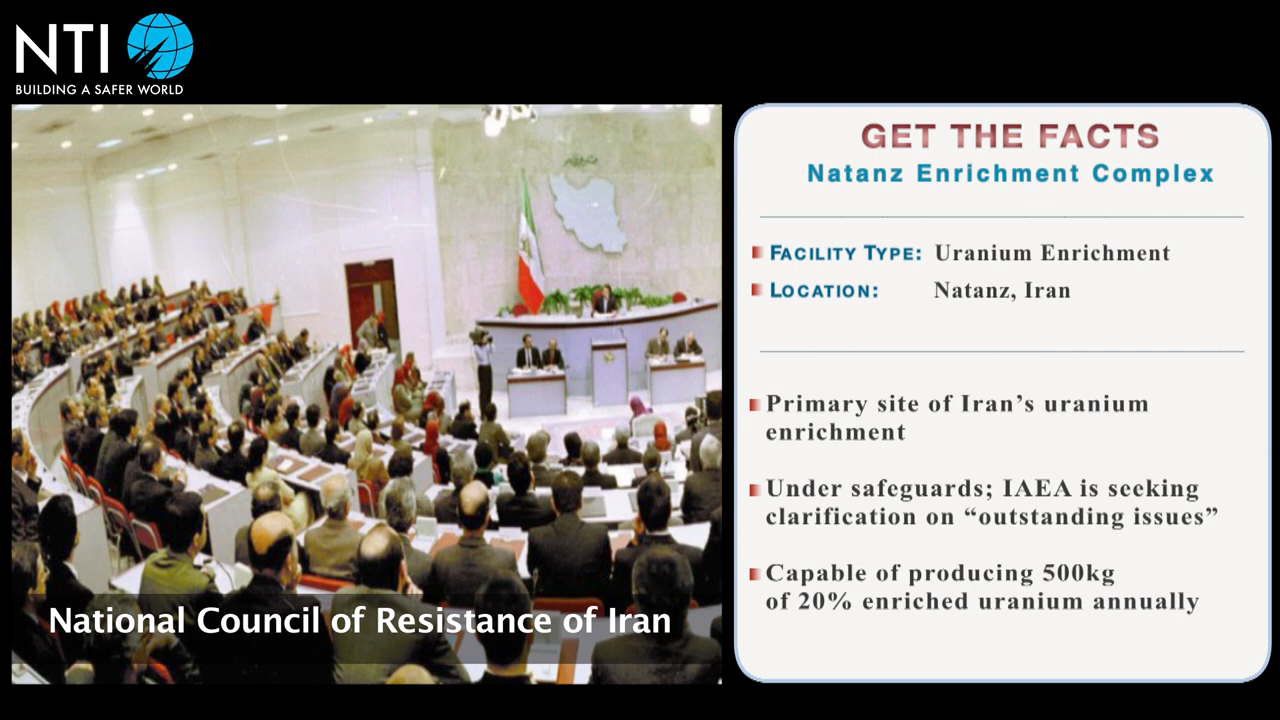 NTI
BUILDING A SAFER WORLD
National Council of Resistance of Iran
GET THE FACTS
Natanz Enrichment Complex
FACILITY TYPE: Uranium Enrichment
LOCATION: Natanz, Iran
Primary site of Iran’s uranium
enrichment
Under safeguards; IAEA is seeking
clarification on “outstanding issues”
Capable of producing 500kg
of 20% enriched uranium annually